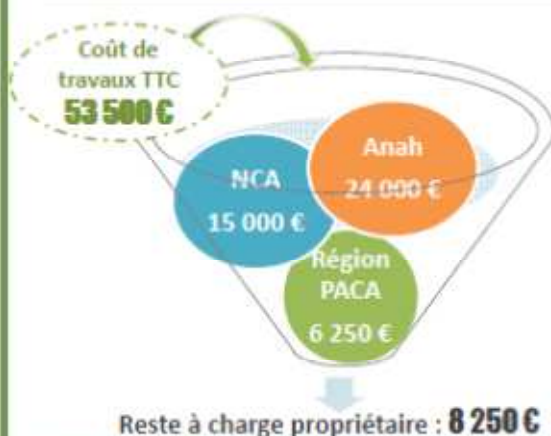 Coût de
travaux TTC
53 500 €
Anah
24 000 €
NCA
15 000 €
Région
PACA
6 250 €
Reste à charge propriétaire : 8 250 €